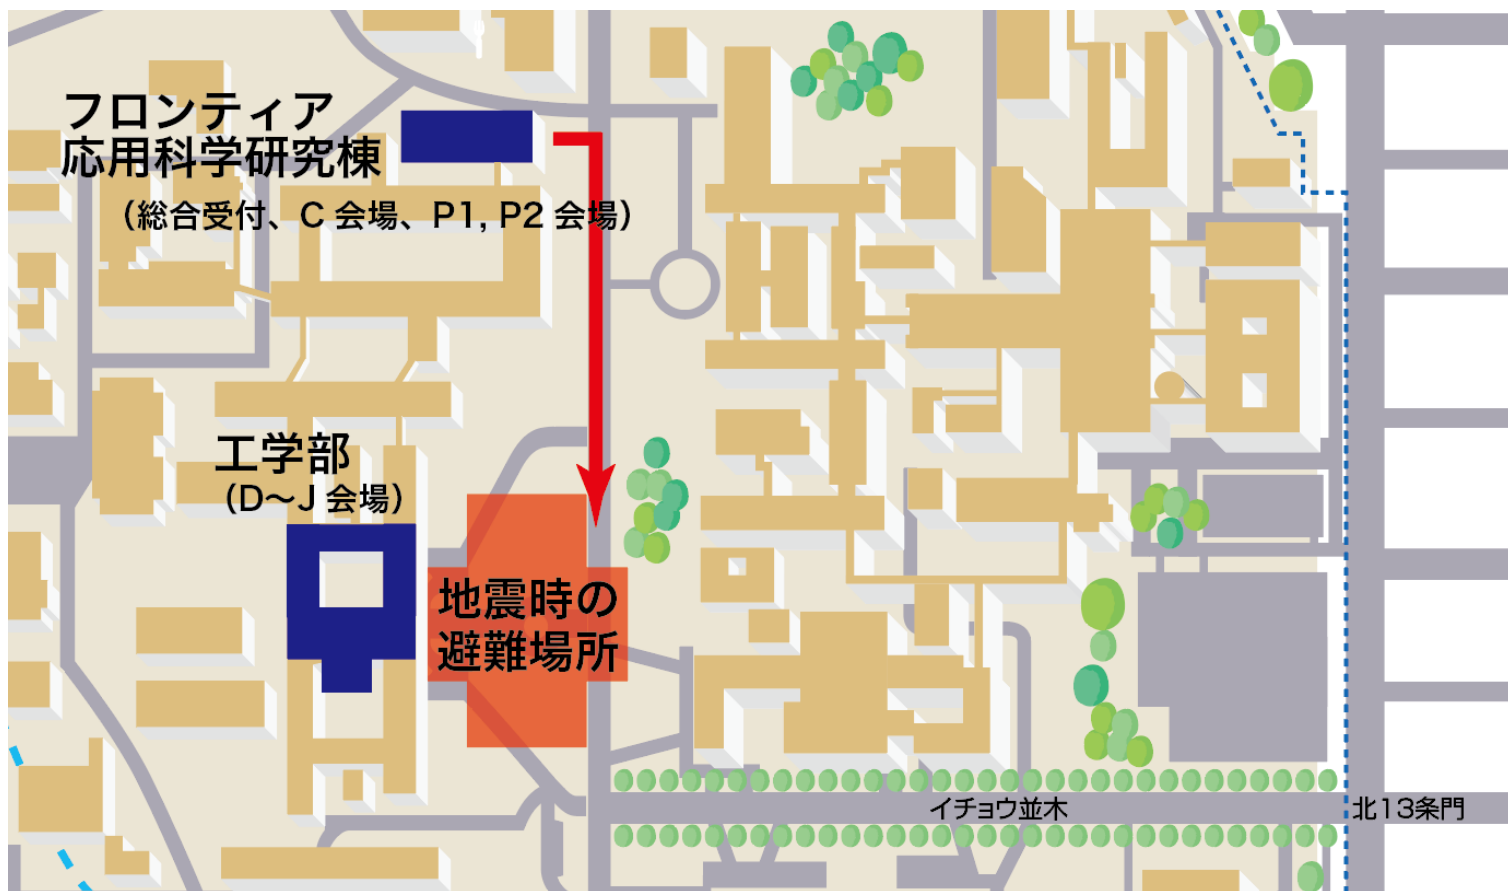 フロンティア
応用科学研究棟
（総合受付、C 会場、P1, P2 会場）
工学部
（D～J 会場）
地震時の
避難場所
イチョウ並木
北13条門